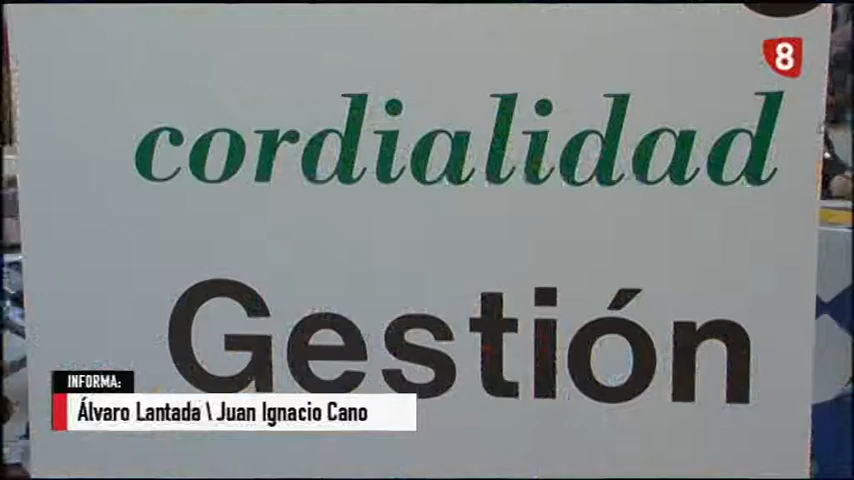 8
cordialidad
Gestión
INFORMA:
Álvaro Lantada \ Juan Ignacio Cano